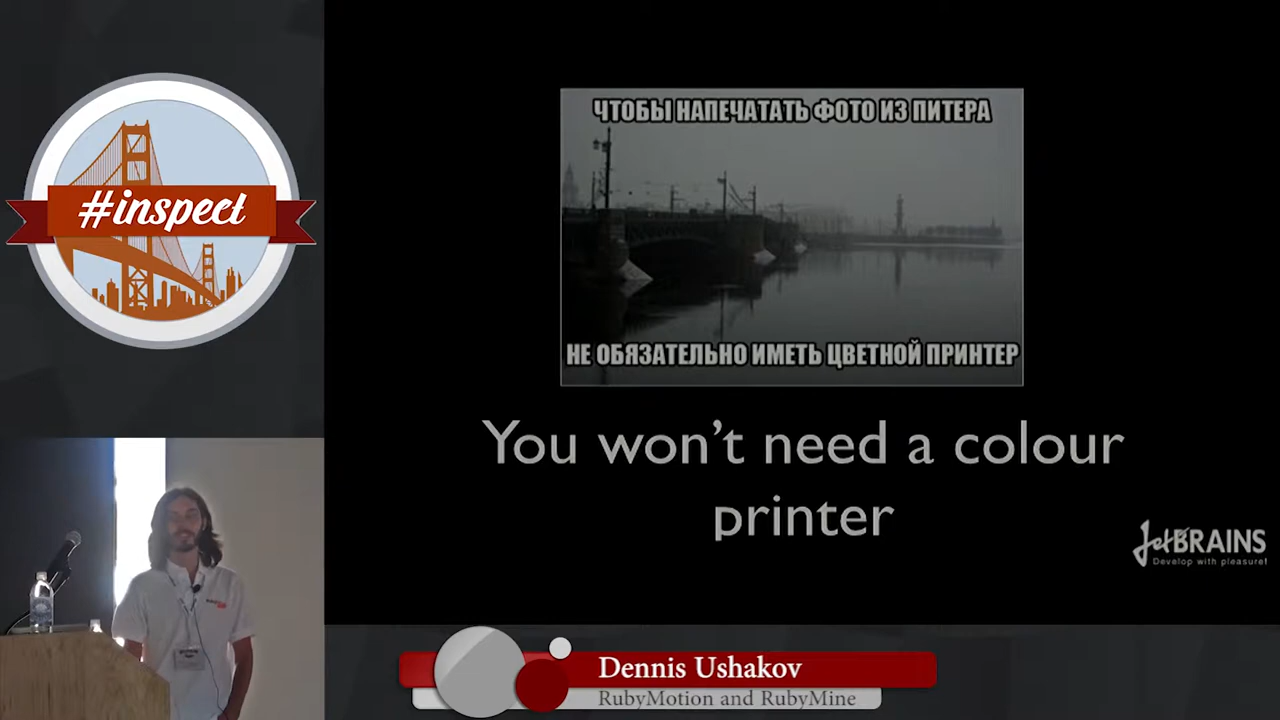 #inspect
ЧТОБЫ НАПЕЧАТАТЬ ФОТО ИЗ ПИТЕРА
НЕ ОБЯЗАТЕЛЬНО ИМЕТЬ ЦВЕТНОЙ ПРИНТЕР
You won't need a colour
printer
JetBRAINS
Develop with pleasure!
Dennis Ushakov
RubyMotion and RubyMine